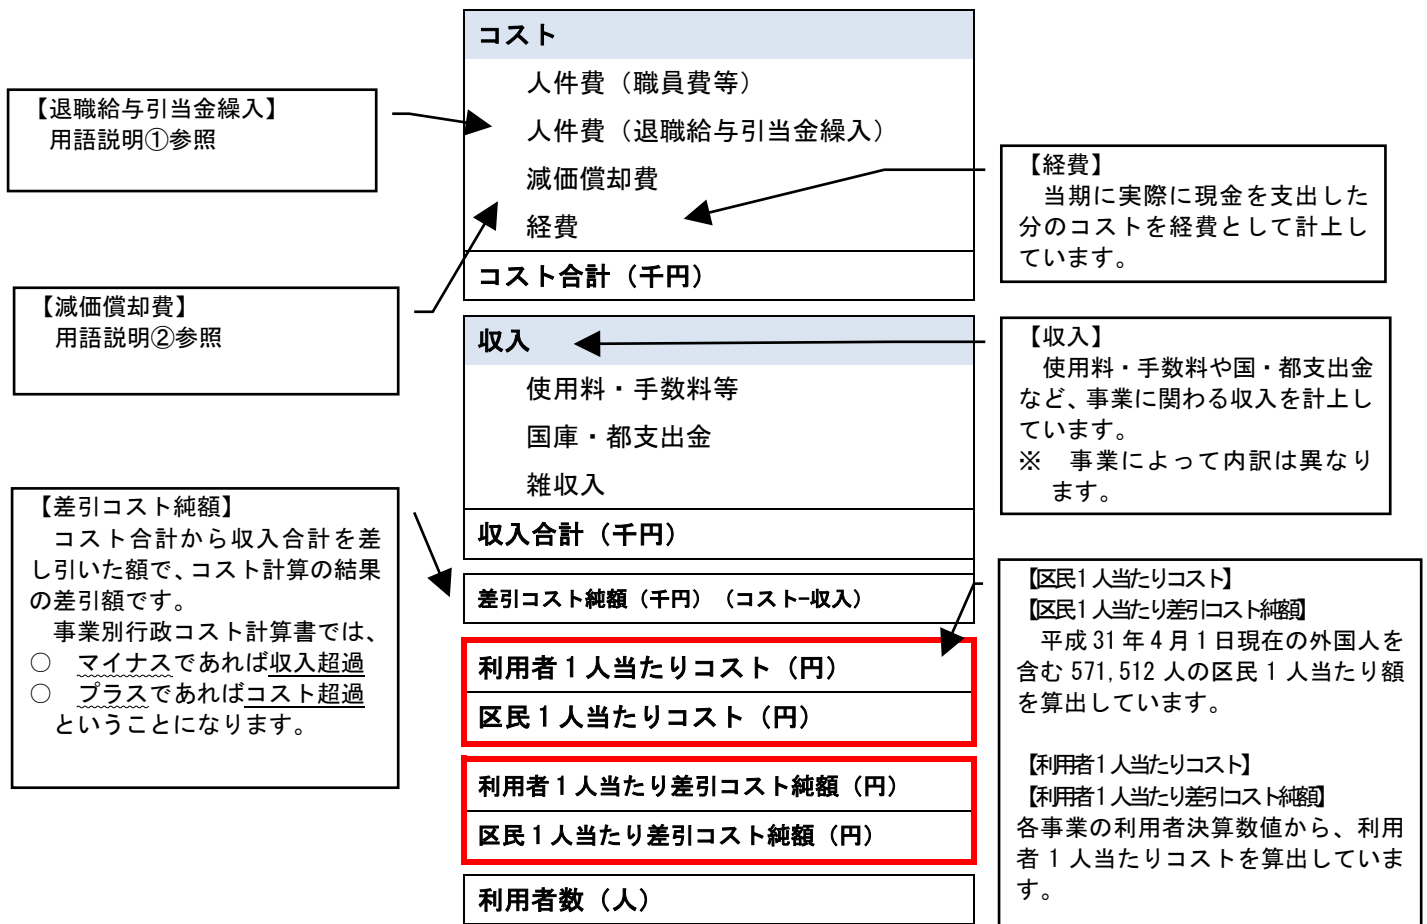 コスト
人件費（職員費等）
人件費（退職給与引当金繰入）
減価償却費
経費
コスト合計（千円）
収入
使用料・手数料等
国庫・都支出金
雑収入
収入合計（千円）
差引コスト純額（千円）（コスト-収入）
利用者１人当たりコスト（円）
区民１人当たりコスト（円）
利用者１人当たり差引コスト純額（円）
区民１人当たり差引コスト純額（円）
利用者数（人）
【退職給与引当金繰入】
用語説明①参照
【減価償却費】
用語説明②参照
【差引コスト純額】
コスト合計から収入合計を差
し引いた額で、コスト計算の結果
の差引額です。
事業別行政コスト計算書では、
○　マイナスであれば収入超過
○　プラスであればコスト超過
ということになります。
【経費】
当期に実際に現金を支出した
分のコストを経費として計上し
ています。
【収入】
使用料・手数料や国・都支出金
など、事業に関わる収入を計上し
ています。
※　事業によって内訳は異なり
ます。
【区民１人当たりコスト】
【区民１人当たり差引コスト純額】
平成31年４月１日現在の外国人を
含む571,512人の区民１人当たり額
を算出しています。
【利用者１人当たりコスト】
【利用者１人当たり差引コスト純額】
各事業の利用者決算数値から、利用
者１人当たりコストを算出していま
す。